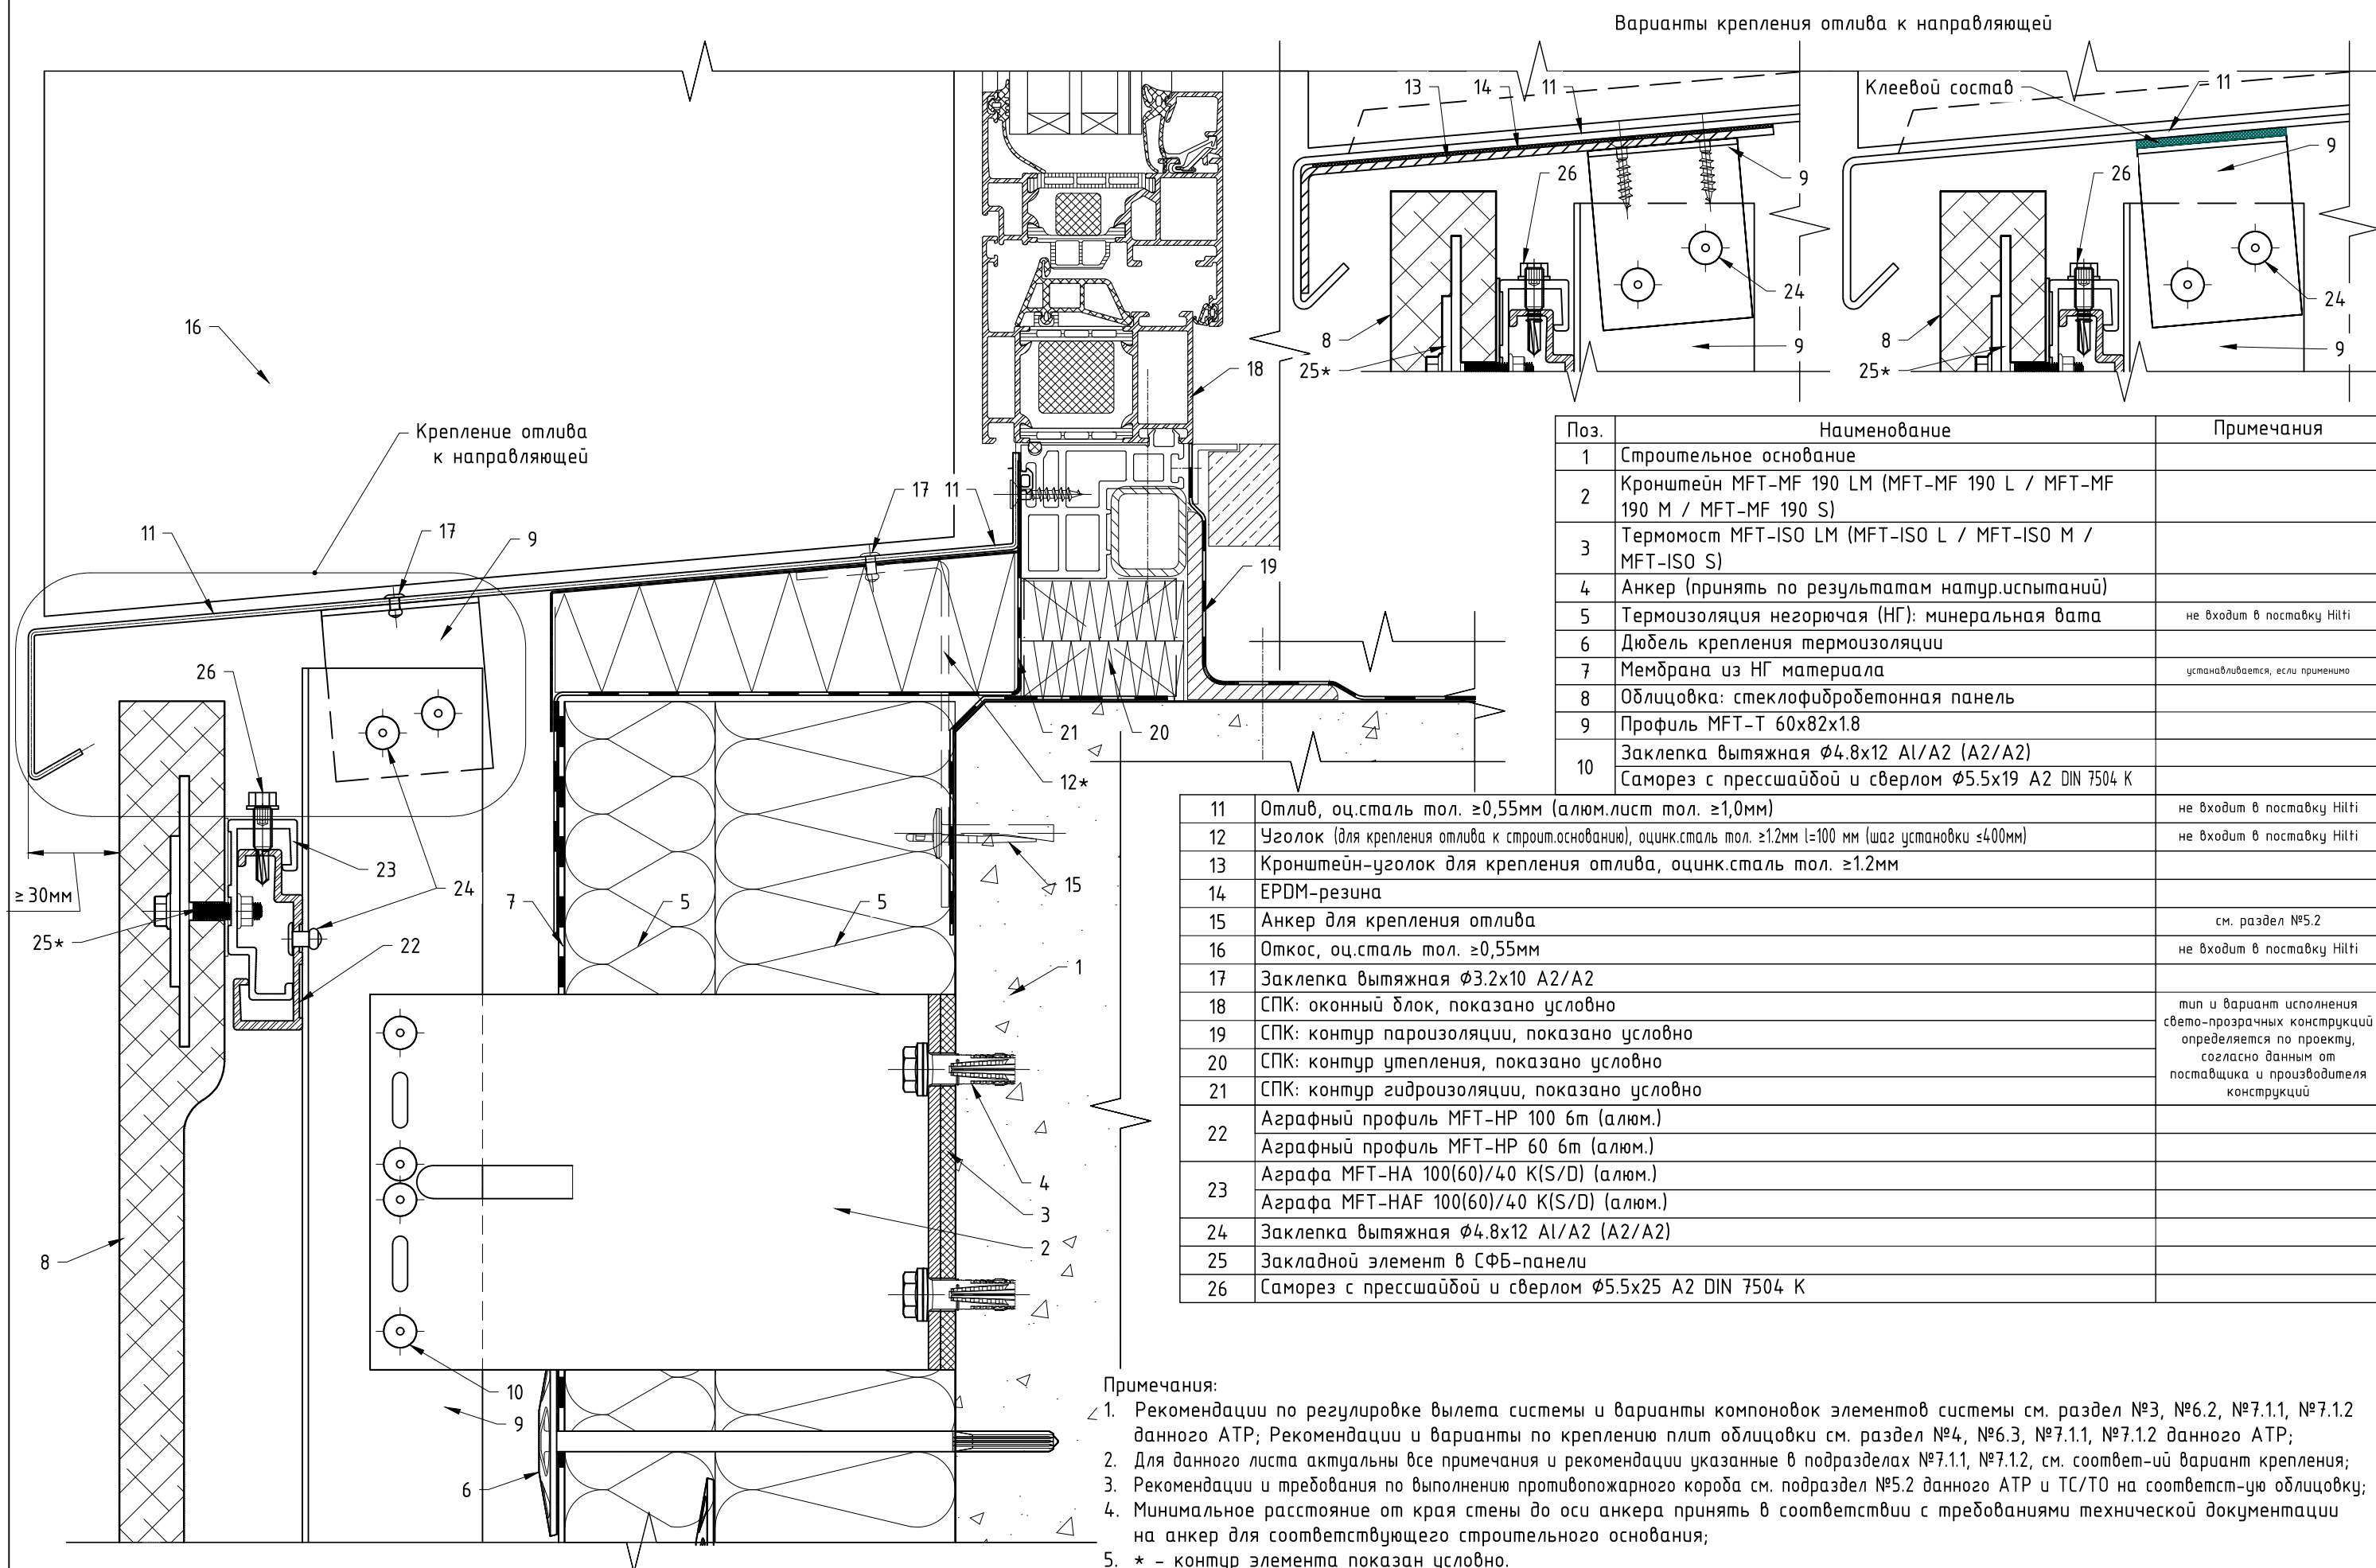 Варианты крепления отлива к направляющей
13 14 11
Клеевой состав 11
26 9
26 9
8 24 9
25*
8 24 9
25*
16
Крепление отлива
к направляющей
18
11 17 9 17 11
19
26
21 20
12*
≥30мм
23
24
25*
22
7 5 5
15
1
8
4
3
2
10
9
6
Поз. Наименование Примечания
1 Строительное основание
2 Кронштейн MFT-MF 190 LM (MFT-MF 190 L / MFT-MF
190 M / MFT-MF 190 S)
3 Термомост MFT-ISO LM (MFT-ISO L / MFT-ISO M /
MFT-ISO S)
4 Анкер (принять по результатам натур.испытаний)
5 Термоизоляция негорючая (НГ): минеральная вата не входит в поставку Hilti
6 Дюбель крепления термоизоляции
7 Мембрана из НГ материала устанавливается, если применимо
8 Облицовка: стеклофибробетонная панель
9 Профиль MFT-T 60x82x1.8
10 Заклепка вытяжная Ø4.8x12 Al/A2 (A2/A2)
Саморез с прессшайбой и сверлом Ø5.5x19 A2 DIN 7504 K
11 Отлив, оц.сталь тол. ≥0,55мм (алюм.лист тол. ≥1,0мм) не входит в поставку Hilti
12 Уголок (для крепления отлива к строит.основанию), оцинк.сталь тол. ≥1.2мм l=100 мм (шаг установки ≤400мм) не входит в поставку Hilti
13 Кронштейн-уголок для крепления отлива, оцинк.сталь тол. ≥1.2мм
14 EPDM-резина
15 Анкер для крепления отлива см. раздел №5.2
16 Откос, оц.сталь тол. ≥0,55мм не входит в поставку Hilti
17 Заклепка вытяжная Ø3.2x10 A2/A2
18 СПК: оконный блок, показано условно
19 СПК: контур пароизоляции, показано условно
20 СПК: контур утепления, показано условно
21 СПК: контур гидроизоляции, показано условно
тип и вариант исполнения
свето-прозрачных конструкций
определяется по проекту,
согласно данным от
поставщика и производителя
конструкций
22 Аграфный профиль MFT-HP 100 6m (алюм.)
Аграфный профиль MFT-HP 60 6m (алюм.)
23 Аграфа MFT-HA 100(60)/40 K(S/D) (алюм.)
Аграфа MFT-HAF 100(60)/40 K(S/D) (алюм.)
24 Заклепка вытяжная Ø4.8x12 Al/A2 (A2/A2)
25 Закладной элемент в СФБ-панели
26 Саморез с прессшайбой и сверлом Ø5.5x25 A2 DIN 7504 K
Примечания:
1. Рекомендации по регулировке вылета системы и варианты компоновок элементов системы см. раздел №3, №6.2, №7.1.1, №7.1.2
данного АТР; Рекомендации и варианты по креплению плит облицовки см. раздел №4, №6.3, №7.1.1, №7.1.2 данного АТР;
2. Для данного листа актуальны все примечания и рекомендации указанные в подразделах №7.1.1, №7.1.2, см. соответ-ий вариант крепления;
3. Рекомендации и требования по выполнению противопожарного короба см. подраздел №5.2 данного АТР и ТС/ТО на соответст-ую облицовку;
4. Минимальное расстояние от края стены до оси анкера принять в соответствии с требованиями технической документации
на анкер для соответствующего строительного основания;
5. * - контур элемента показан условно.